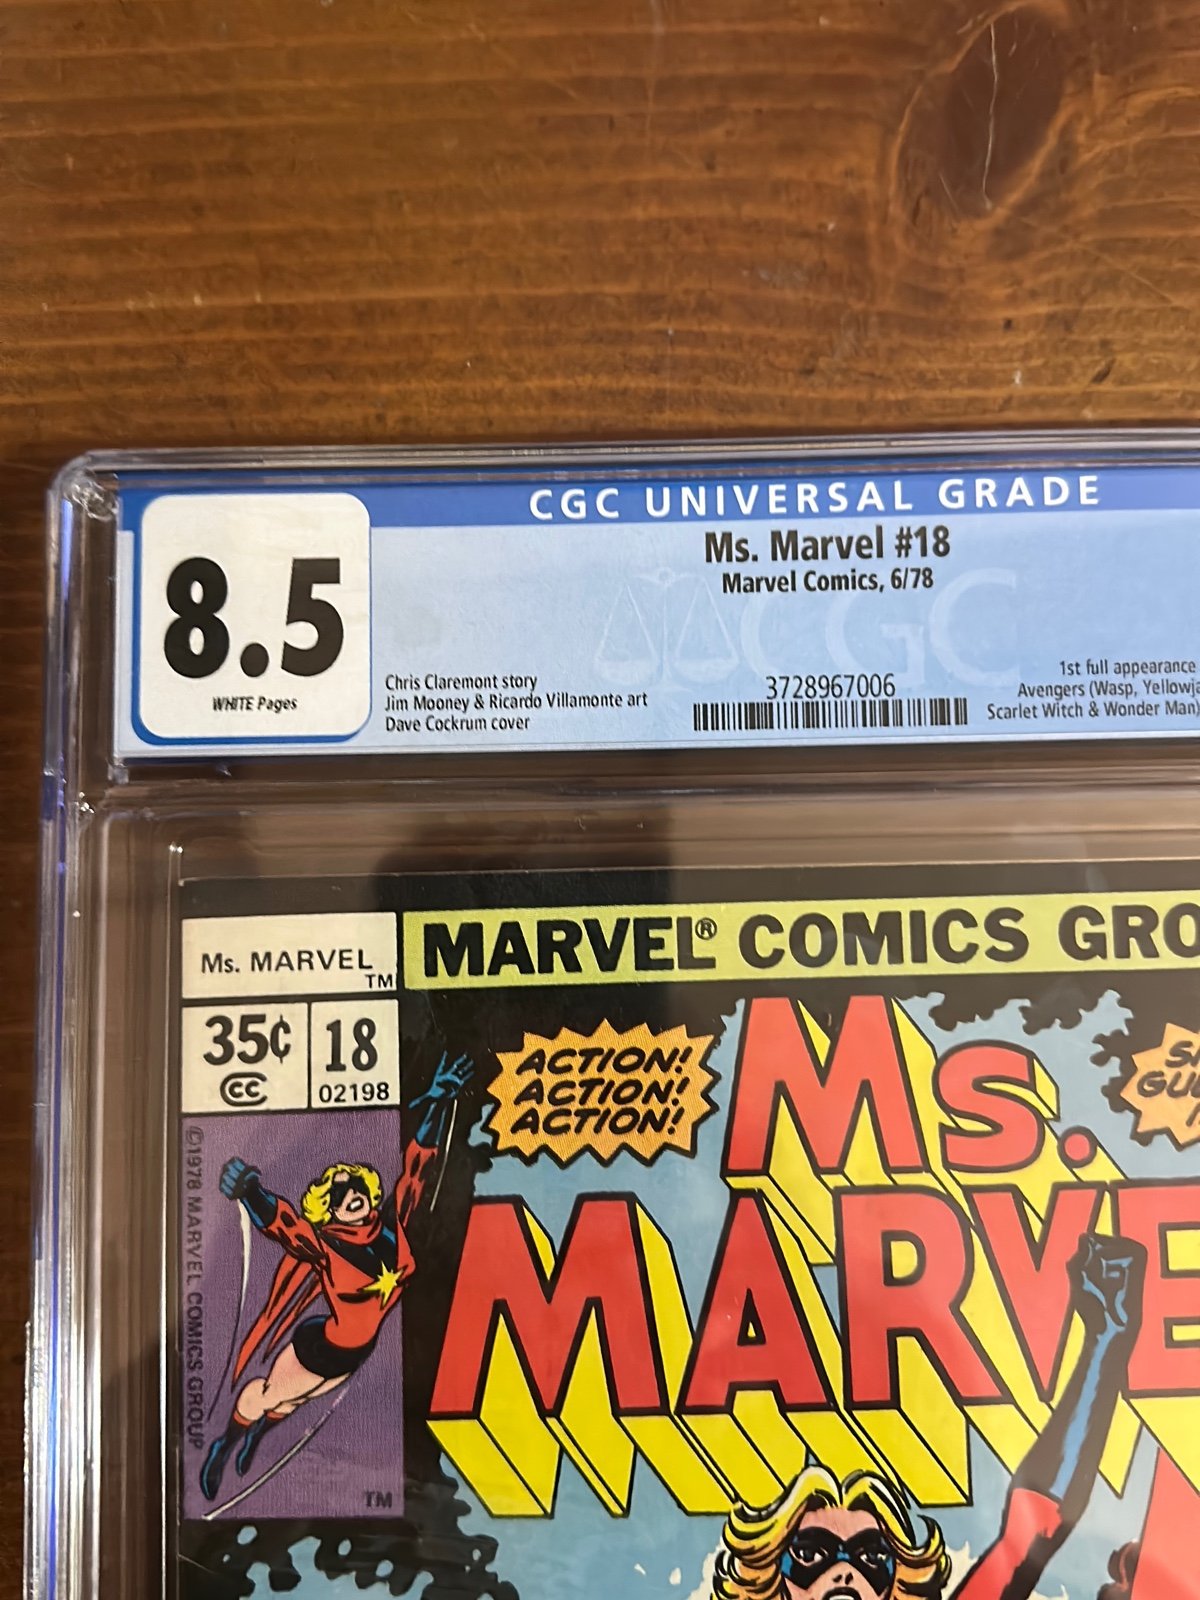 CGC UNIVERSAL GRADE
8.5
WHITE Pages
Ms. Marvel #18
Marvel Comics, 6/78
CGC
Chris Claremont story
Jim Mooney & Ricardo Villamonte art
Dave Cockrum cover
3728967006
1st full appearance
Avengers (Wasp,
Scarlet Witch & Wonder Man)
Ms. MARVEL
TM
35¢
CC
18
02198
©1978 MARVEL COMICS GROUP
TM
MARVEL® COMICS
ACTION!
ACTION!
ACTION!
Ms.
MARVE